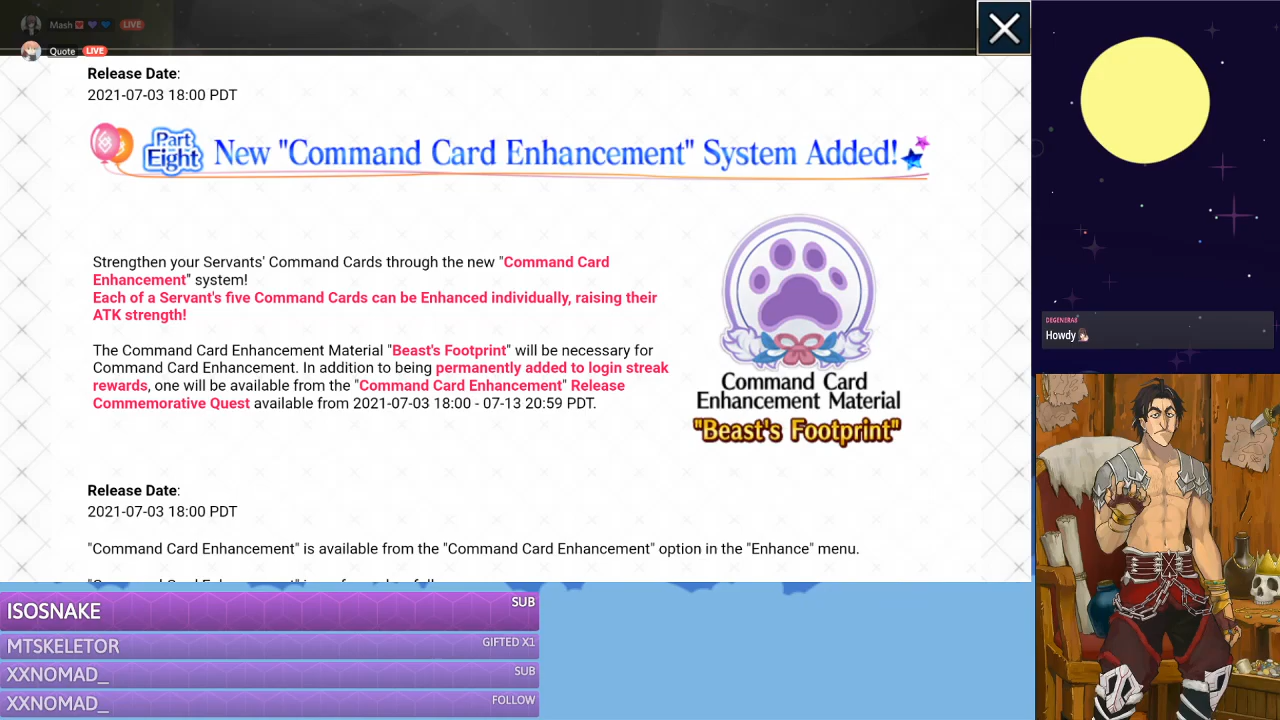 Mash LIVE
Quote LIVE
Release Date:
2021-07-03 18:00 PDT
Part
Eight
New "Command Card Enhancement" System Added!
Strengthen your Servants' Command Cards through the new "Command Card
Enhancement" system!
Each of a Servant's five Command Cards can be Enhanced individually, raising their
ATK strength!
The Command Card Enhancement Material "Beast's Footprint" will be necessary for
Command Card Enhancement. In addition to being permanently added to login streak
rewards, one will be available from the "Command Card Enhancement" Release
Commemorative Quest available from 2021-07-03 18:00 - 07-13 20:59 PDT.
Command Card
Enhancement Material
"Beast's Footprint"
Release Date:
2021-07-03 18:00 PDT
"Command Card Enhancement" is available from the "Command Card Enhancement" option in the "Enhance" menu.
DEGENERA8
Howdy
ISOSNAKE SUB
MTSKELETOR GIFTED X1
XXNOMAD_ SUB
XXNOMAD_ FOLLOW